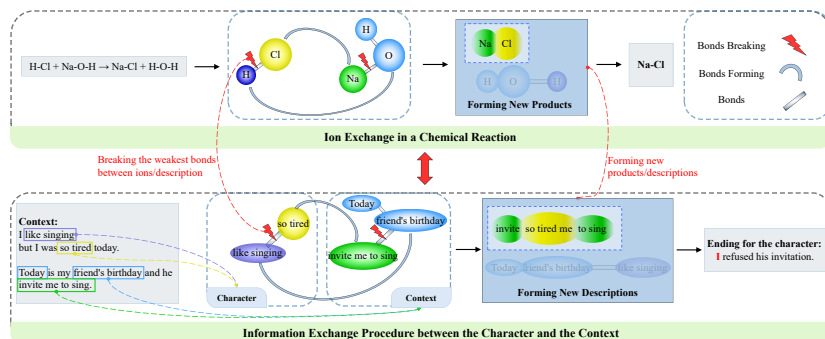 H-Cl + Na-O-H → Na-Cl + H-O-H
H
Cl
Na
H
O
Na Cl
H O H
Forming New Products
Na-Cl
Bonds Breaking
Bonds Forming
Bonds
Ion Exchange in a Chemical Reaction
Breaking the weakest bonds
between ions/description
Forming new
products/descriptions
Context:
I like singing
but I was so tired today.
Today is my friend's birthday and he
invite me to sing.
so tired
like singing
Character
Today
friend's birthday
invite me to sing
Context
invite so tired me to sing
Today friend's birthday like singing
Forming New Descriptions
Ending for the character:
I refused his invitation.
Information Exchange Procedure between the Character and the Context